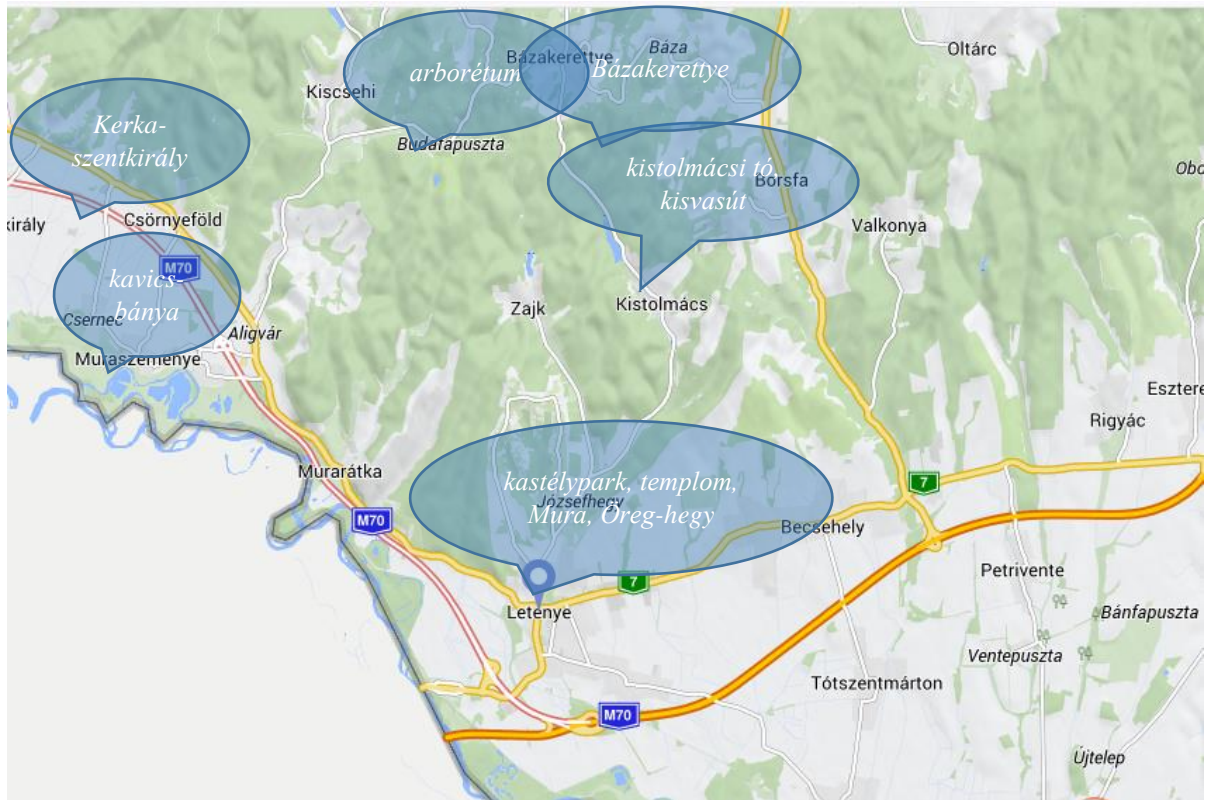 Oltárc
Bázakerettye
Báza
arborétum
Bázakerettye
Kiscsehi
Kerka-
szentkirály
Budafapuszta
kistolmácsi tó,
kisvasút
Borsfa
király
Csörnyeföld
Valkonya
M70
kavics-
bánya
Csernec
Aligvár
Muraszemenye
Zajk
Kistolmács
Esztere
Rigyác
Murarátka
kastélypark, templom,
Mura, Öreg-hegy
Józsefhegy
7
M70
Becsehely
7
Petrivente
Letenye
Bánfapuszta
Ventepuszta
Tótszentmárton
M70
Újtelep